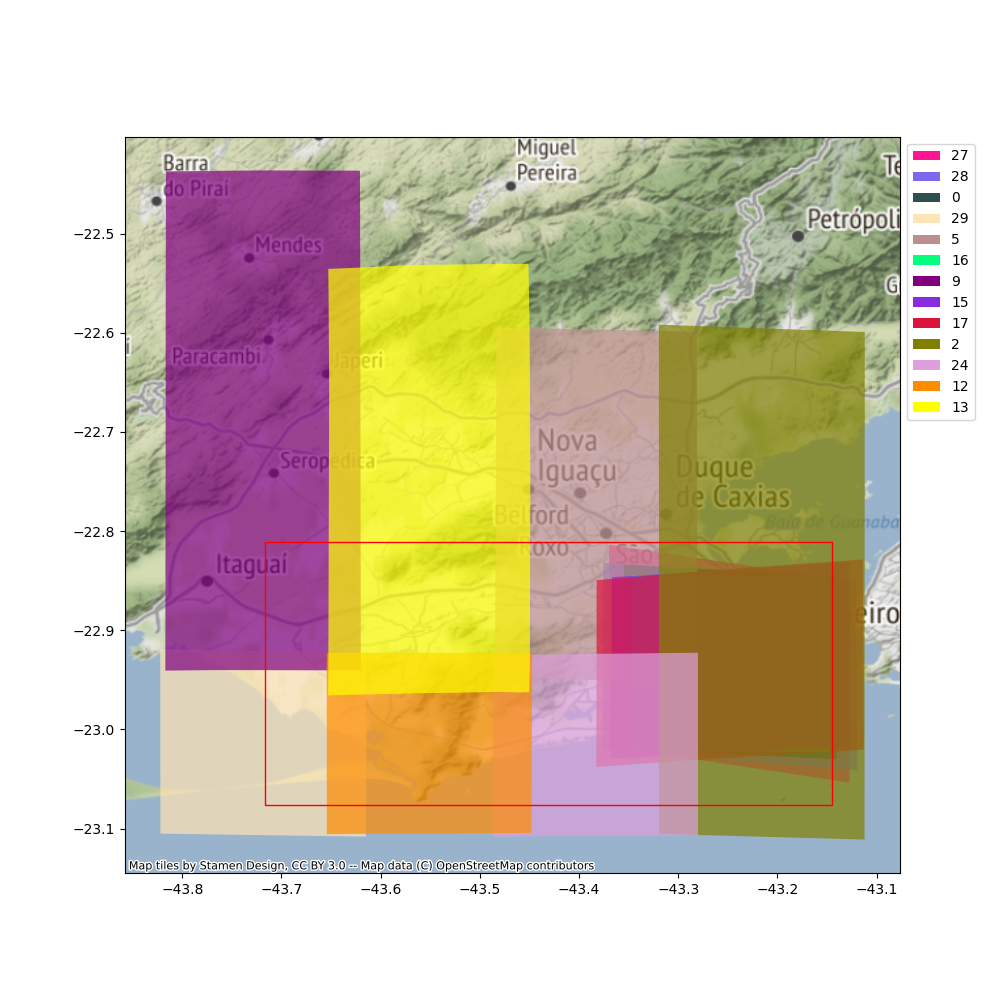 Miguel
Pereira
Barra
do Pirai
Te
Petrópoli
Mendes
G
i
Paracambi
Japeri
Nova
Iguaçu
Seropédica
Duque
de Caxias
Belford
Roxo
Baía de Guanaba
São
Itaguaí
eiro
Map tiles by Stamen Design, CC BY 3.0 -- Map data (C) OpenStreetMap contributors
−22.5
−22.6
−22.7
−22.8
−22.9
−23.0
−23.1
−43.8
−43.7
−43.6
−43.5
−43.4
−43.3
−43.2
−43.1
27
28
0
29
5
16
9
15
17
2
24
12
13